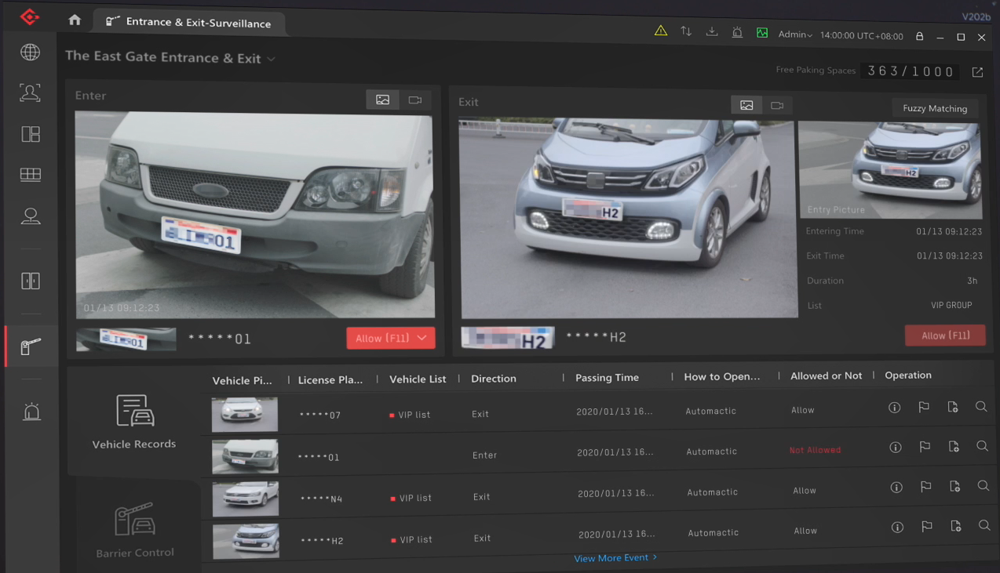 V202b
Entrance & Exit-Surveillance
Admin 14:00:00 UTC+08:00
The East Gate Entrance & Exit
Free Paking Spaces 363/1000
Enter
Exit
Fuzzy Matching
01
H2
H2
Entry Picture
01/13 09:12:23
Entering Time 01/13 09:12:23
Exit Time 01/13 09:12:23
Duration 3h
List VIP GROUP
01
*****01
Allow (F11)
H2
*****H2
Allow (F11)
Vehicle Pi... | License Pla... | Vehicle List | Direction | Passing Time | How to Open... | Allowed or Not | Operation
*****07 VIP list Exit 2020/01/13 16... Automactic Allow
*****01 Enter 2020/01/13 16... Automactic Not Allowed
*****N4 VIP list Exit 2020/01/13 16... Automactic Allow
*****H2 VIP list Exit 2020/01/13 16... Automactic Allow
Vehicle Records
Barrier Control
View More Event >